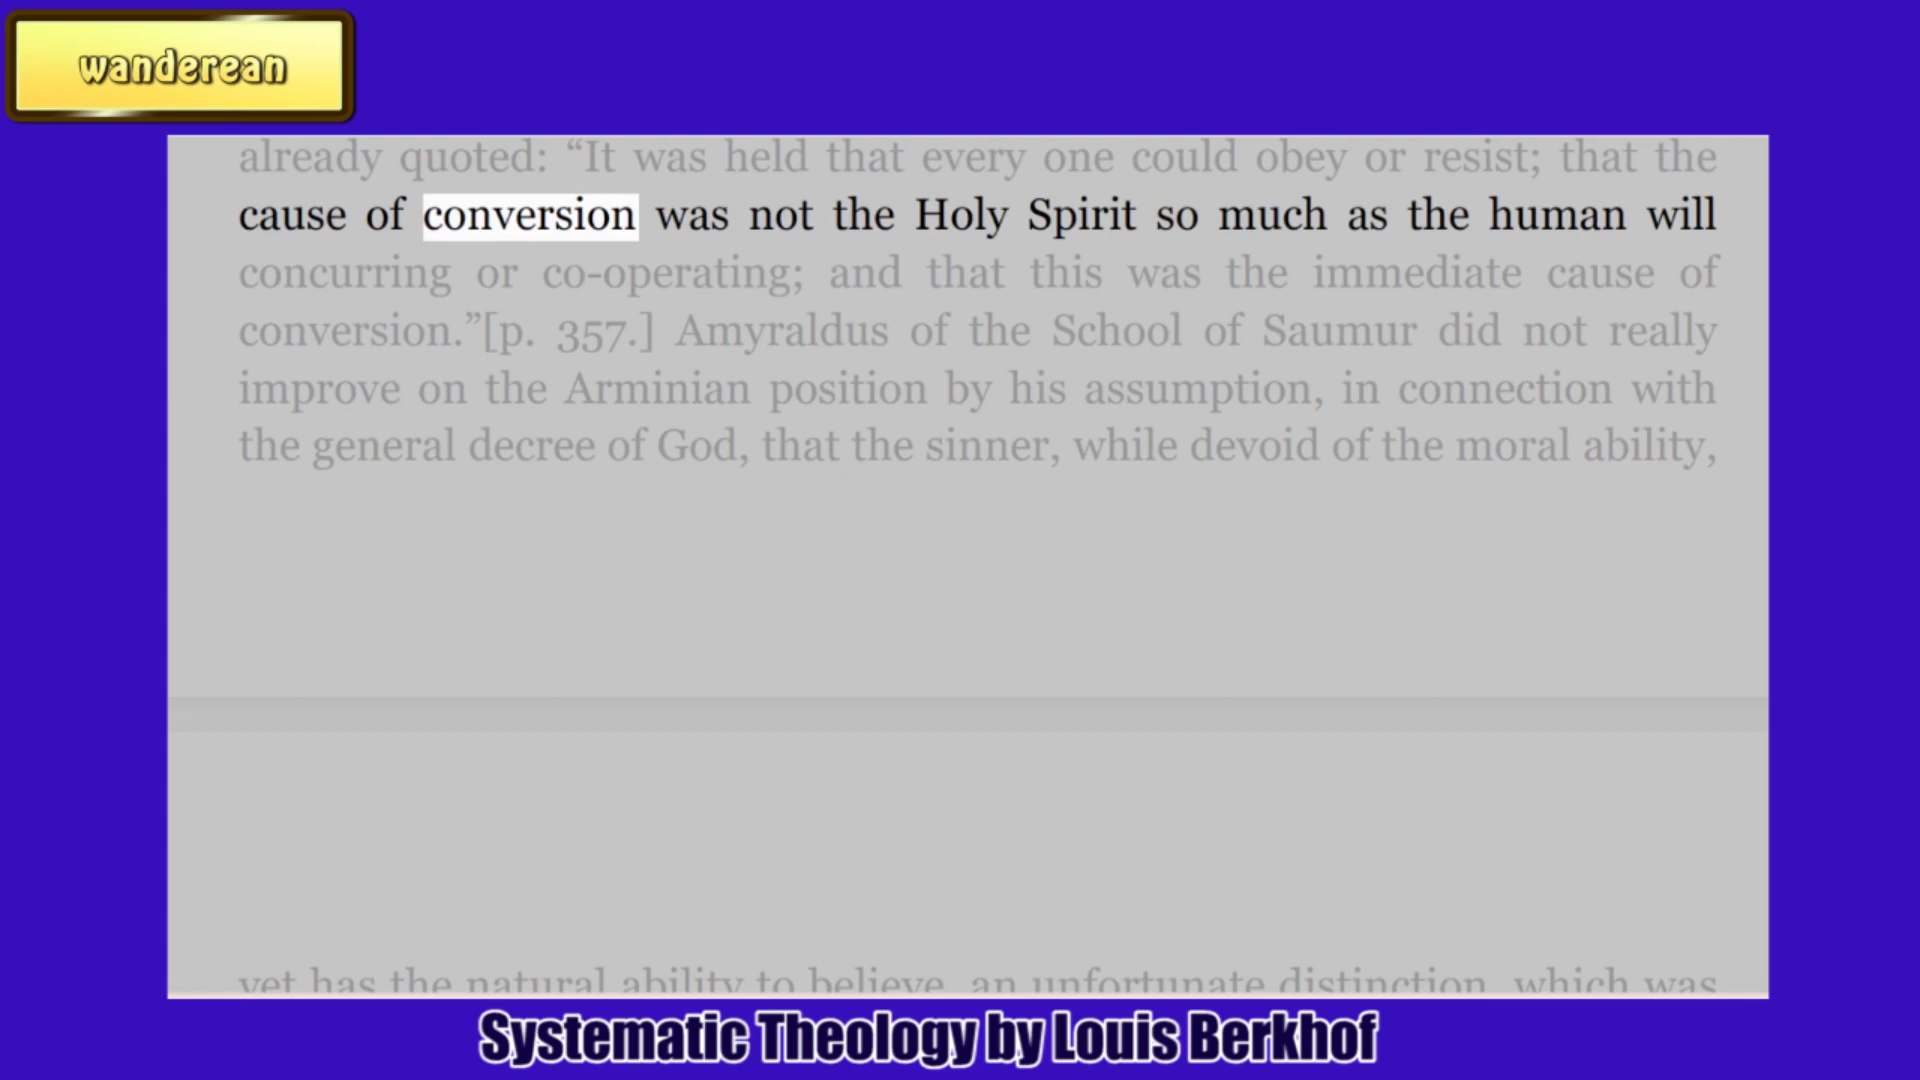 wanderean
already quoted: “It was held that every one could obey or resist; that the
cause of conversion was not the Holy Spirit so much as the human will
concurring or co-operating; and that this was the immediate cause of
conversion.”[p. 357.] Amyraldus of the School of Saumur did not really
improve on the Arminian position by his assumption, in connection with
the general decree of God, that the sinner, while devoid of the moral ability,
yet has the natural ability to believe, an unfortunate distinction, which was
Systematic Theology by Louis Berkhof